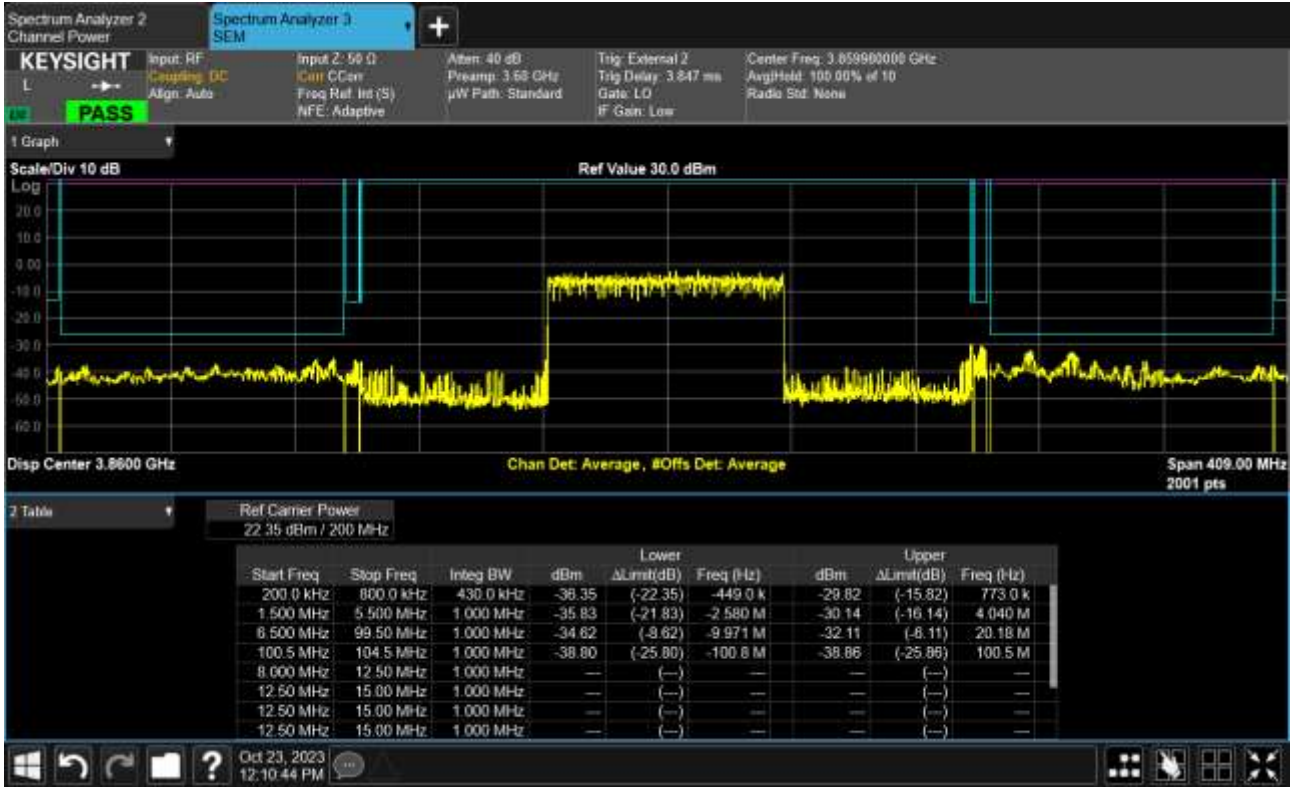 Spectrum Analyzer 2
Channel Power
Spectrum Analyzer 3
SEM
KEYSIGHT
L
PASS
Input: RF
Coupling: DC
Align: Auto
Input Z: 50 Ω
Corr CCorr
Freq Ref: Int (S)
NFE: Adaptive
Atten: 40 dB
Preamp: 3.60 GHz
µW Path: Standard
Trig: External 2
Trig Delay: 3.847 ms
Gate: LO
IF Gain: Low
Center Freq: 3.859980000 GHz
Avg|Hold: 100.00% of 10
Radio Std: None
1 Graph
Scale/Div 10 dB
Ref Value 30.0 dBm
Log
20.0
10.0
0.00
-10.0
-20.0
-30.0
-40.0
-50.0
-60.0
Disp Center 3.8600 GHz
Chan Det: Average, #Offs Det: Average
Span 409.00 MHz
2001 pts
2 Table
Ref Carrier Power
22.35 dBm / 200 MHz
Lower Upper
Start Freq Stop Freq Integ BW dBm ΔLimit(dB) Freq (Hz) dBm ΔLimit(dB) Freq (Hz)
200.0 kHz 800.0 kHz 430.0 kHz -36.35 (-22.35) -449.0 k -29.82 (-15.82) 773.0 k
1.500 MHz 5.500 MHz 1.000 MHz -35.83 (-21.83) -2.580 M -30.14 (-16.14) 4.040 M
6.500 MHz 99.50 MHz 1.000 MHz -34.62 (-8.62) -9.971 M -32.11 (-6.11) 20.18 M
100.5 MHz 104.5 MHz 1.000 MHz -38.80 (-25.80) -100.8 M -38.86 (-25.86) 100.5 M
8.000 MHz 12.50 MHz 1.000 MHz --- (---) --- --- (---) ---
12.50 MHz 15.00 MHz 1.000 MHz --- (---) --- --- (---) ---
12.50 MHz 15.00 MHz 1.000 MHz --- (---) --- --- (---) ---
12.50 MHz 15.00 MHz 1.000 MHz --- (---) --- --- (---) ---
?
Oct 23, 2023
12:10:44 PM